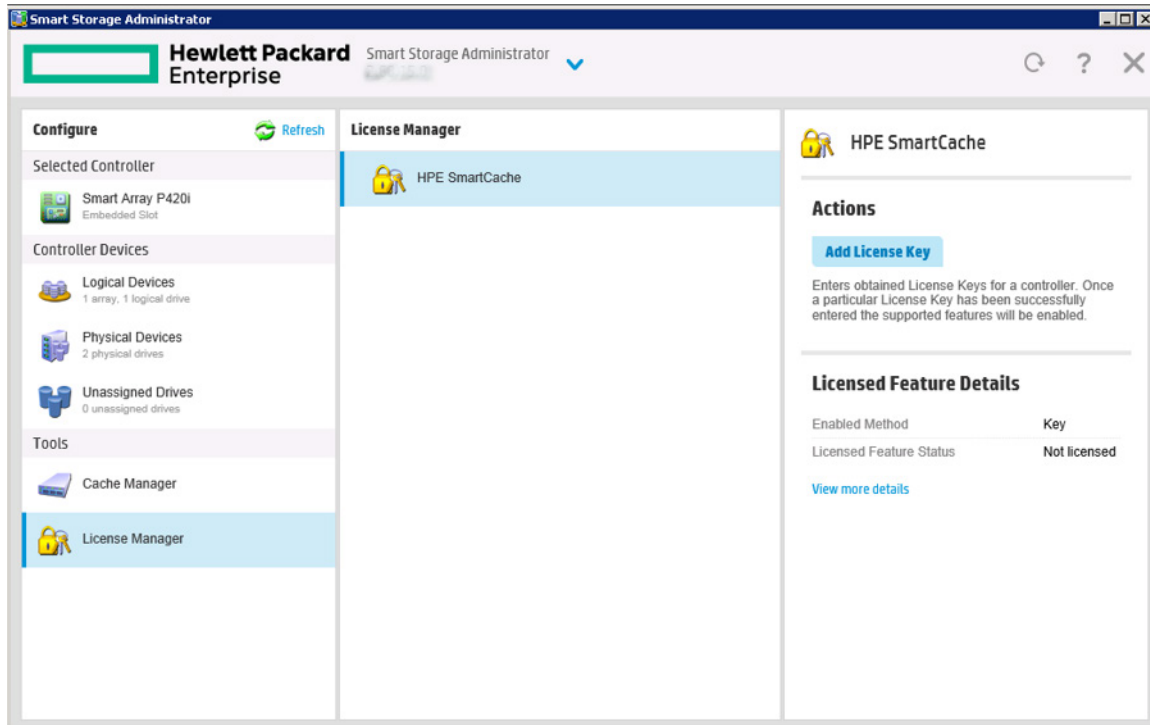 Smart Storage Administrator
Hewlett Packard
Enterprise
Smart Storage Administrator
?
Configure
Refresh
Selected Controller
Smart Array P420i
Embedded Slot
Controller Devices
Logical Devices
1 array, 1 logical drive
Physical Devices
2 physical drives
Unassigned Drives
0 unassigned drives
Tools
Cache Manager
License Manager
License Manager
HPE SmartCache
HPE SmartCache
Actions
Add License Key
Enters obtained License Keys for a controller. Once
a particular License Key has been successfully
entered the supported features will be enabled.
Licensed Feature Details
Enabled Method Key
Licensed Feature Status Not licensed
View more details